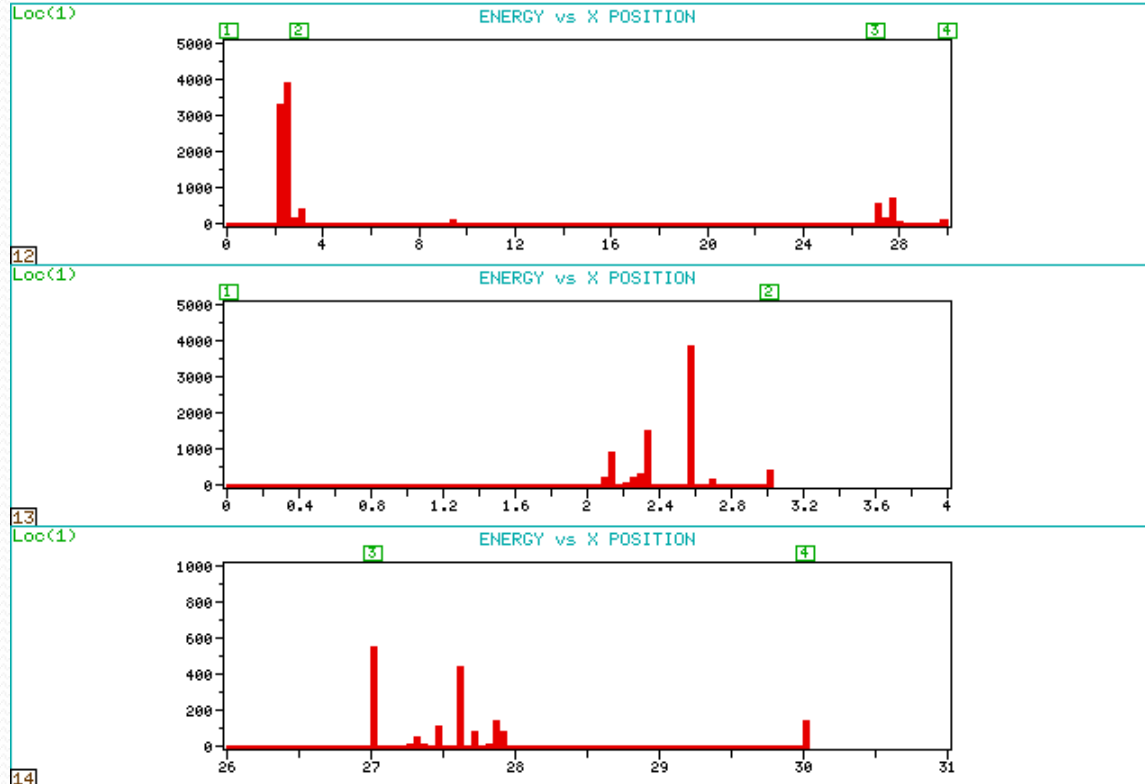 Loc(1)
ENERGY vs X POSITION
1 2 3 4
5000
4000
3000
2000
1000
0
0 4 8 12 16 20 24 28
12
Loc(1)
ENERGY vs X POSITION
1 2
5000
4000
3000
2000
1000
0
0 0.4 0.8 1.2 1.6 2 2.4 2.8 3.2 3.6 4
13
Loc(1)
ENERGY vs X POSITION
3 4
1000
800
600
400
200
0
26 27 28 29 30 31
14